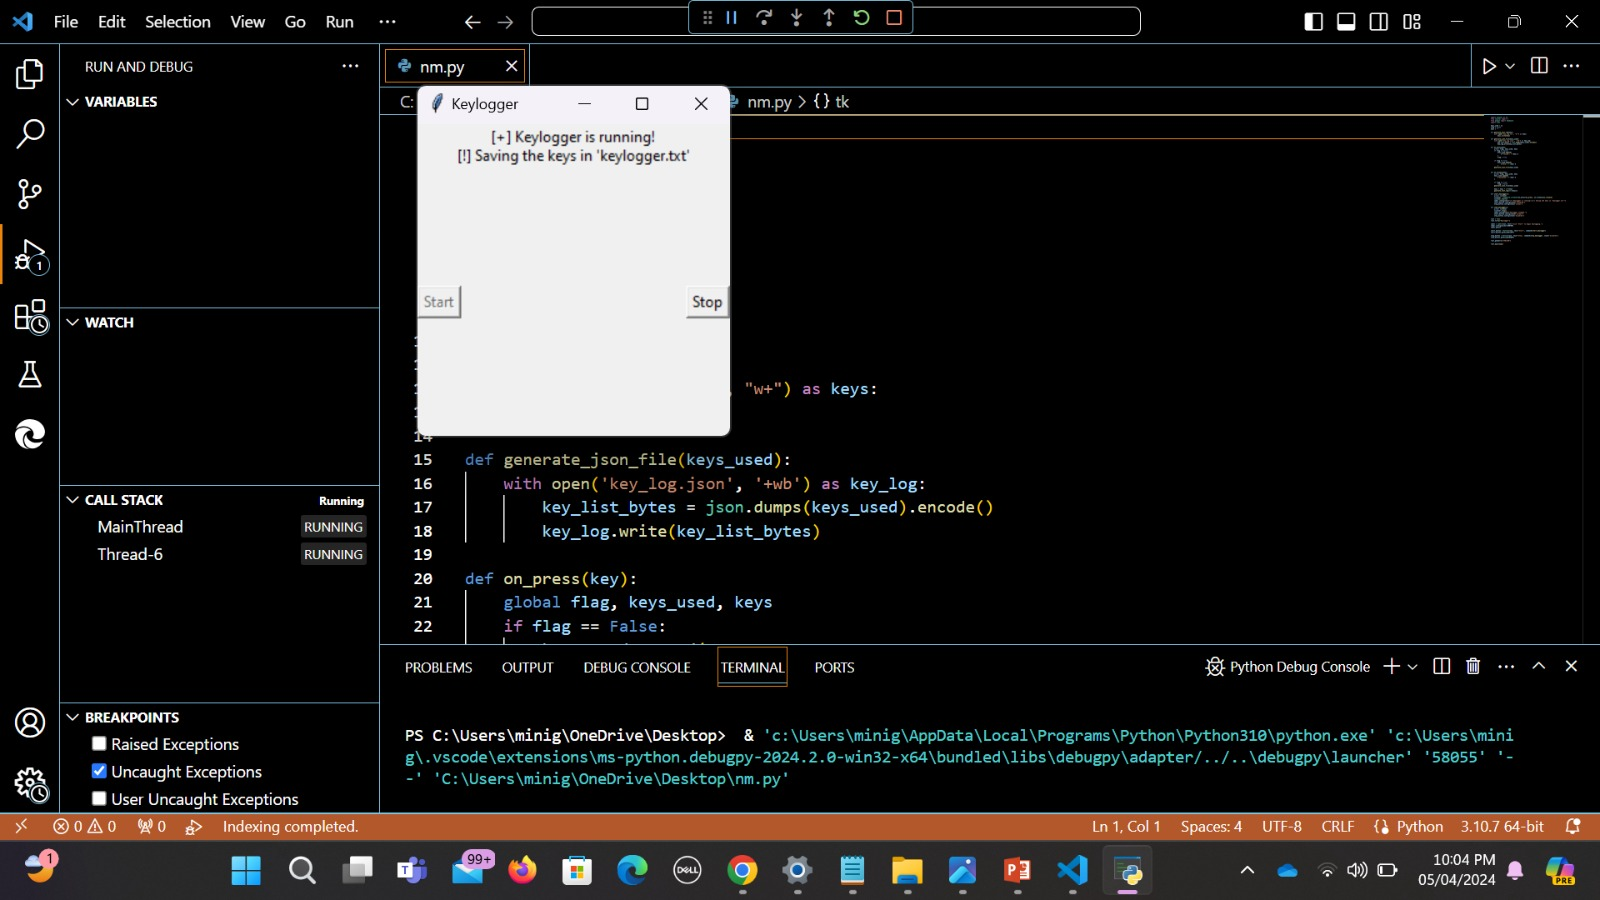 File Edit Selection View Go Run ···
RUN AND DEBUG ···
VARIABLES
WATCH
CALL STACK Running
MainThread RUNNING
Thread-6 RUNNING
BREAKPOINTS
Raised Exceptions
Uncaught Exceptions
User Uncaught Exceptions
1
nm.py
C: nm.py > {} tk
Keylogger
[+] Keylogger is running!
[!] Saving the keys in 'keylogger.txt'
Start Stop
"w+") as keys:
14
15 def generate_json_file(keys_used):
16 with open('key_log.json', '+wb') as key_log:
17 key_list_bytes = json.dumps(keys_used).encode()
18 key_log.write(key_list_bytes)
19
20 def on_press(key):
21 global flag, keys_used, keys
22 if flag == False:
PROBLEMS OUTPUT DEBUG CONSOLE TERMINAL PORTS Python Debug Console
PS C:\Users\minig\OneDrive\Desktop> & 'c:\Users\minig\AppData\Local\Programs\Python\Python310\python.exe' 'c:\Users\mini
g\.vscode\extensions\ms-python.debugpy-2024.2.0-win32-x64\bundled\libs\debugpy\adapter/../..\debugpy\launcher' '58055' '-
-' 'C:\Users\minig\OneDrive\Desktop\nm.py'
0 0 0 Indexing completed. Ln 1, Col 1 Spaces: 4 UTF-8 CRLF Python 3.10.7 64-bit
1 99+ DELL 10:04 PM PRE
05/04/2024